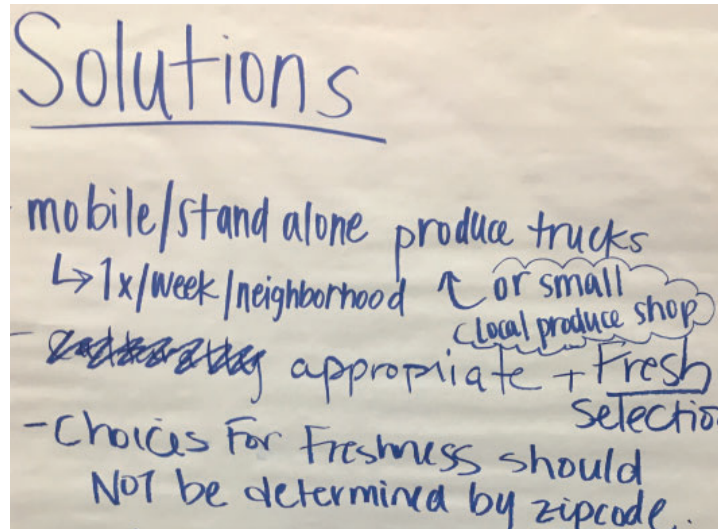 Solutions
- mobile/stand alone produce trucks
↳ 1x/week/neighborhood ↑ or small
local produce shop
- appropriate + Fresh
selectio
- Choices For Freshness should
NOT be determined by zipcode.